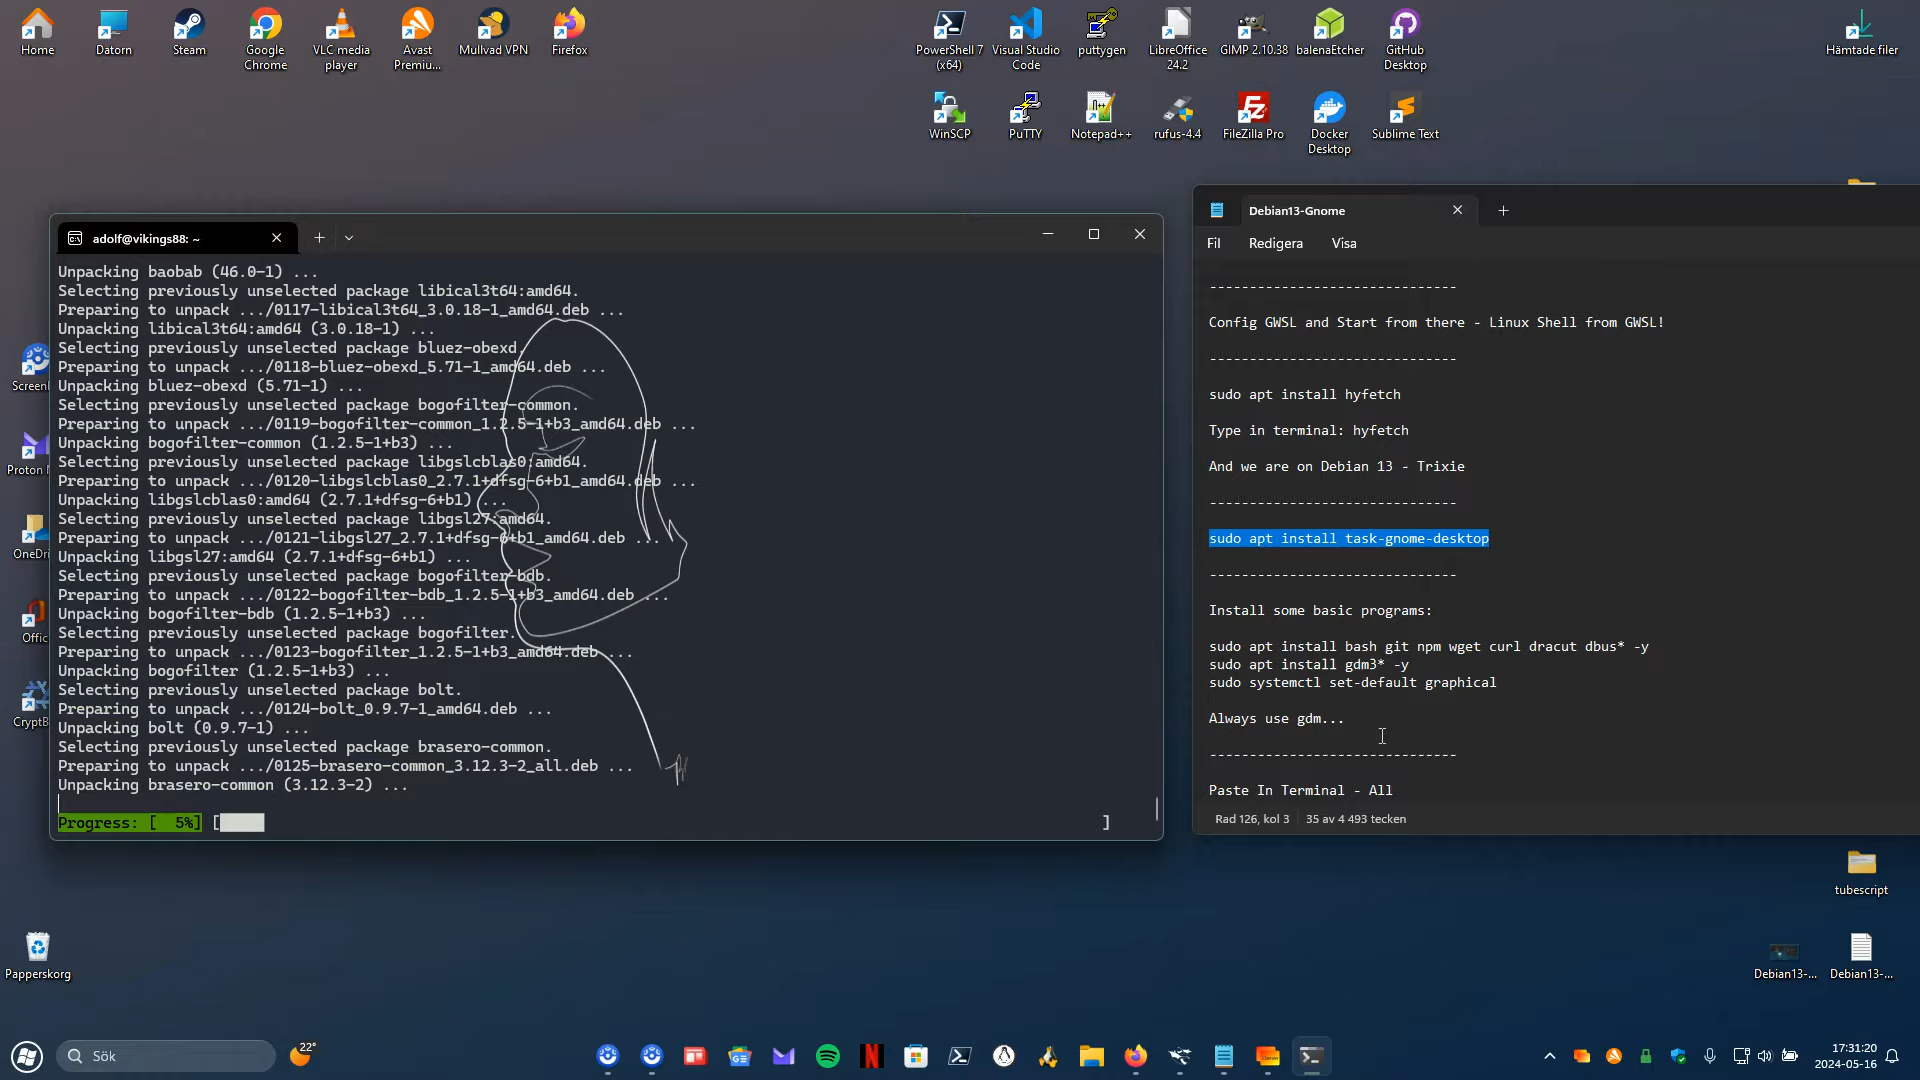 Home
Datorn
Steam
Google
Chrome
VLC media
player
Avast
Premiu...
Mullvad VPN
Firefox
PowerShell 7
(x64)
Visual Studio
Code
puttygen
LibreOffice
24.2
GIMP 2.10.38
balenaEtcher
GitHub
Desktop
Hämtade filer
WinSCP
PuTTY
Notepad++
rufus-4.4
FileZilla Pro
Docker
Desktop
Sublime Text
Proton
OneDri
Offic
Papperskorg
adolf@vikings88: ~
Unpacking baobab (46.0-1) ...
Selecting previously unselected package libical3t64:amd64.
Preparing to unpack .../0117-libical3t64_3.0.18-1_amd64.deb ...
Unpacking libical3t64:amd64 (3.0.18-1) ...
Selecting previously unselected package bluez-obexd.
Preparing to unpack .../0118-bluez-obexd_5.71-1_amd64.deb ...
Unpacking bluez-obexd (5.71-1) ...
Selecting previously unselected package bogofilter-common.
Preparing to unpack .../0119-bogofilter-common_1.2.5-1+b3_amd64.deb ...
Unpacking bogofilter-common (1.2.5-1+b3) ...
Selecting previously unselected package libgslcblas0:amd64.
Preparing to unpack .../0120-libgslcblas0_2.7.1+dfsg-6+b1_amd64.deb ...
Unpacking libgslcblas0:amd64 (2.7.1+dfsg-6+b1) ...
Selecting previously unselected package libgsl27:amd64.
Preparing to unpack .../0121-libgsl27_2.7.1+dfsg-6+b1_amd64.deb ...
Unpacking libgsl27:amd64 (2.7.1+dfsg-6+b1) ...
Selecting previously unselected package bogofilter-bdb.
Preparing to unpack .../0122-bogofilter-bdb_1.2.5-1+b3_amd64.deb ...
Unpacking bogofilter-bdb (1.2.5-1+b3) ...
Selecting previously unselected package bogofilter.
Preparing to unpack .../0123-bogofilter_1.2.5-1+b3_amd64.deb ...
Unpacking bogofilter (1.2.5-1+b3) ...
Selecting previously unselected package bolt.
Preparing to unpack .../0124-bolt_0.9.7-1_amd64.deb ...
Unpacking bolt (0.9.7-1) ...
Selecting previously unselected package brasero-common.
Preparing to unpack .../0125-brasero-common_3.12.3-2_all.deb ...
Unpacking brasero-common (3.12.3-2) ...
Progress: [  5%] [ ]
Debian13-Gnome
Fil Redigera Visa
-------------------------------
Config GWSL and Start from there - Linux Shell from GWSL!
-------------------------------
sudo apt install hyfetch
Type in terminal: hyfetch
And we are on Debian 13 - Trixie
-------------------------------
sudo apt install task-gnome-desktop
-------------------------------
Install some basic programs:
sudo apt install bash git npm wget curl dracut dbus* -y
sudo apt install gdm3* -y
sudo systemctl set-default graphical
Always use gdm...
-------------------------------
Paste In Terminal - All
Rad 126, kol 3 35 av 4 493 tecken
tubescript
Debian13-...
Debian13-...
Sök
22°
17:31:20
2024-05-16